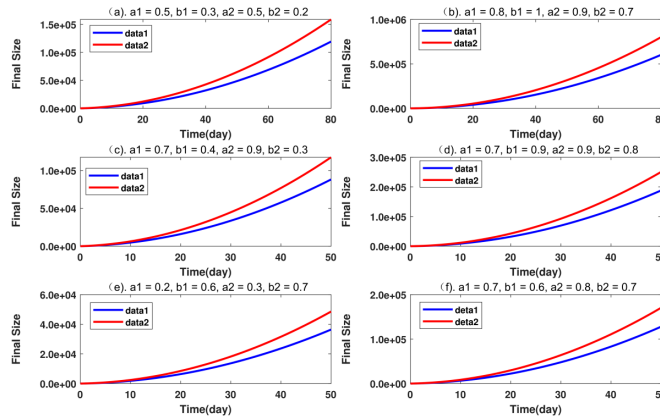 (a). a1 = 0.5, b1 = 0.3, a2 = 0.5, b2 = 0.2
Final Size
1.5e+05
1.0e+05
5.0e+04
0.0e+00
data1
data2
0 20 40 60 80
Time(day)
(b). a1 = 0.8, b1 = 1, a2 = 0.9, b2 = 0.7
Final Size
1.0e+06
5.0e+05
0.0e+00
data1
data2
0 20 40 60 80
Time(day)
(c). a1 = 0.7, b1 = 0.4, a2 = 0.9, b2 = 0.3
Final Size
1.0e+05
5.0e+04
0.0e+00
data1
data2
0 10 20 30 40 50
Time(day)
(d). a1 = 0.7, b1 = 0.9, a2 = 0.9, b2 = 0.8
Final Size
3.0e+05
2.0e+05
1.0e+05
0.0e+00
data1
data2
0 10 20 30 40 50
Time(day)
(e). a1 = 0.2, b1 = 0.6, a2 = 0.3, b2 = 0.7
Final Size
6.0e+04
4.0e+04
2.0e+04
0.0e+00
data1
data2
0 10 20 30 40 50
Time(day)
(f). a1 = 0.7, b1 = 0.6, a2 = 0.8, b2 = 0.7
Final Size
2.0e+05
1.0e+05
0.0e+00
data1
data2
0 10 20 30 40 50
Time(day)